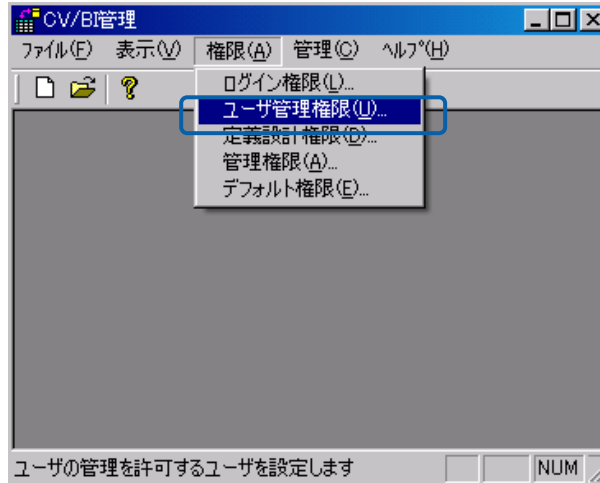 CV/BI管理
ﾌｧｲﾙ(F) 表示(V) 権限(A) 管理(C) ﾍﾙﾌﾟ(H)
ログイン権限(L)...
ユーザ管理権限(U)...
定義設計権限(D)...
管理権限(A)...
デフォルト権限(E)...
ユーザの管理を許可するユーザを設定します
NUM